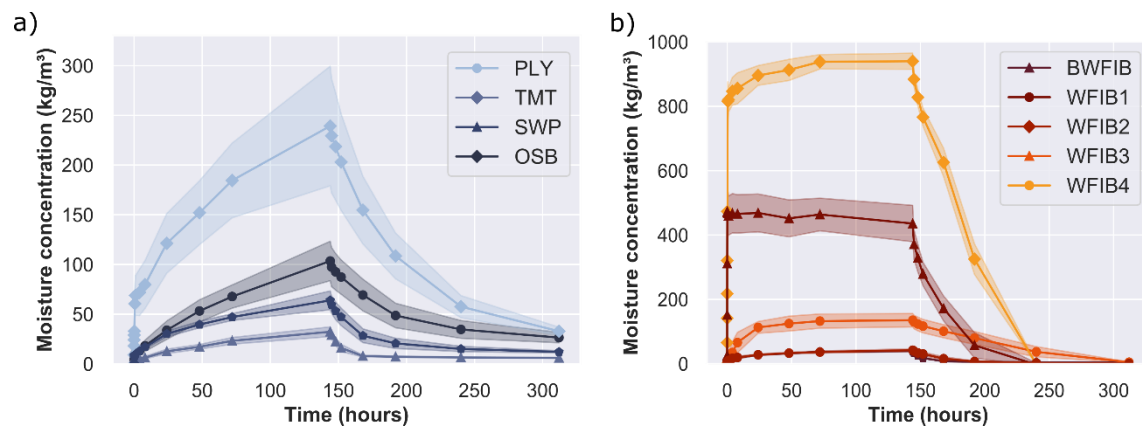 a)
Moisture concentration (kg/m³)
300
250
200
150
100
50
0
PLY
TMT
SWP
OSB
0 50 100 150 200 250 300
Time (hours)
b)
Moisture concentration (kg/m³)
1000
800
600
400
200
0
BWFIB
WFIB1
WFIB2
WFIB3
WFIB4
0 50 100 150 200 250 300
Time (hours)